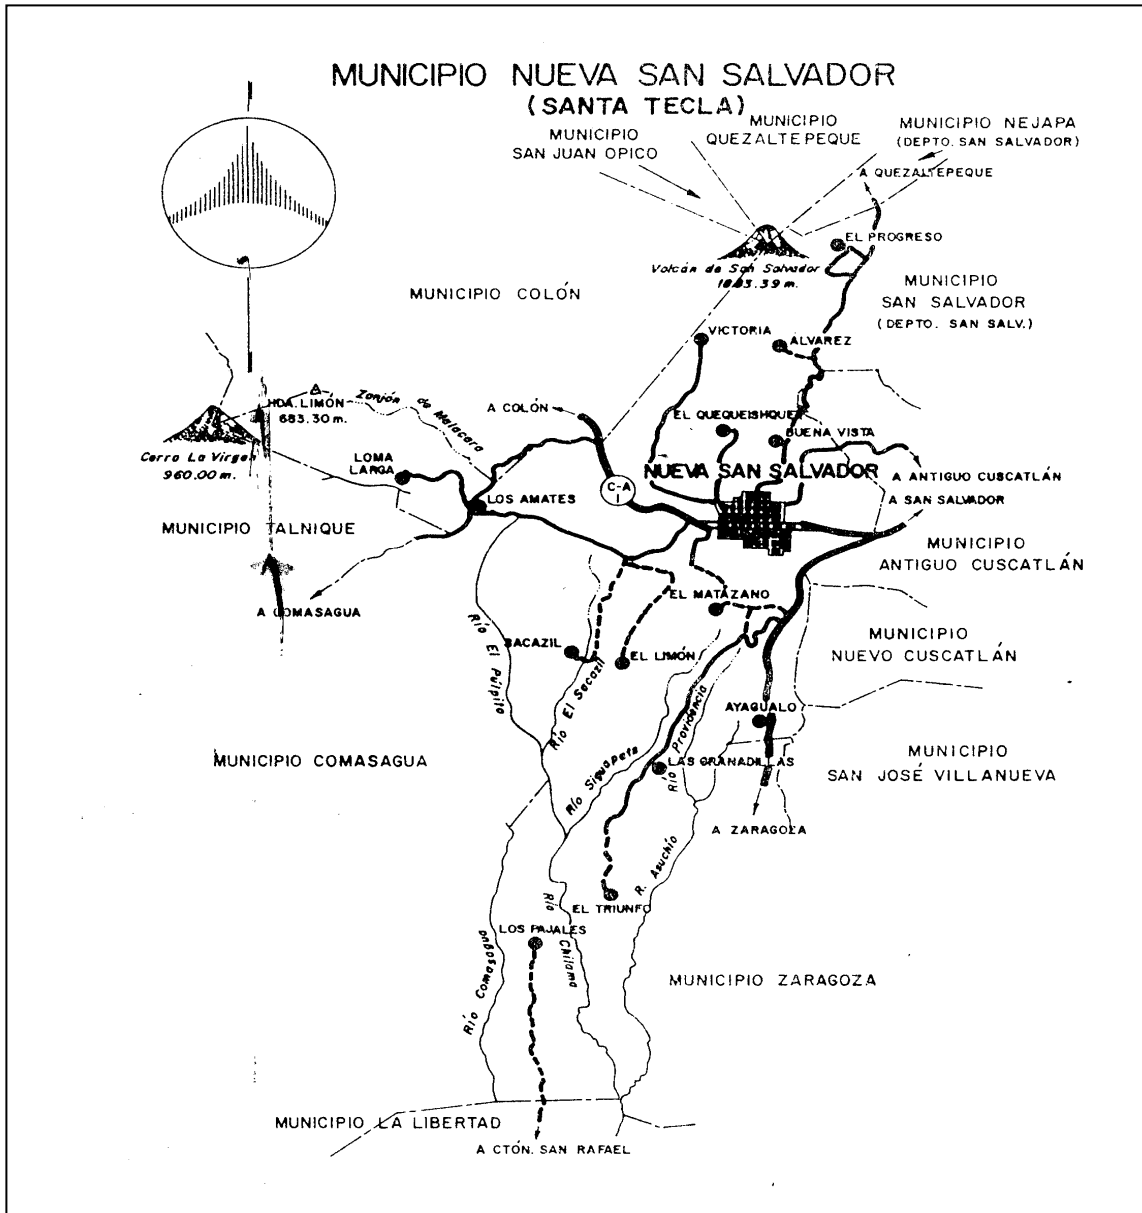 MUNICIPIO NUEVA SAN SALVADOR
(SANTA TECLA)
MUNICIPIO
SAN JUAN OPICO
MUNICIPIO
QUEZALTEPEQUE
MUNICIPIO NEJAPA
(DEPTO. SAN SALVADOR)
A QUEZALTEPEQUE
EL PROGRESO
Volcán de San Salvador
MUNICIPIO COLÓN
MUNICIPIO
SAN SALVADOR
(DEPTO. SAN SALV.)
VICTORIA
ALVAREZ
HDA. LIMÓN
683.30 m.
Zanjón de Malacara
A COLÓN
EL QUEQUEISHQUE
BUENA VISTA
Cerro La Virgen
960.00 m.
LOMA
LARGA
NUEVA SAN SALVADOR
A ANTIGUO CUSCATLÁN
C-A
1
A SAN SALVADOR
LOS AMATES
MUNICIPIO TALNIQUE
MUNICIPIO
ANTIGUO CUSCATLÁN
A COMASAGUA
EL MATAZANO
Río El Pulpito
SACAZIL
EL LIMÓN
MUNICIPIO
NUEVO CUSCATLÁN
Río El Sacazil
Río Providencia
AYAGUALO
MUNICIPIO COMASAGUA
Río Siguapate
LAS GRANADILLAS
MUNICIPIO
SAN JOSÉ VILLANUEVA
A ZARAGOZA
R. Asuchío
EL TRIUNFO
LOS PAJALES
Río Chilama
Río Comasagua
MUNICIPIO ZARAGOZA
MUNICIPIO LA LIBERTAD
A CTÓN. SAN RAFAEL